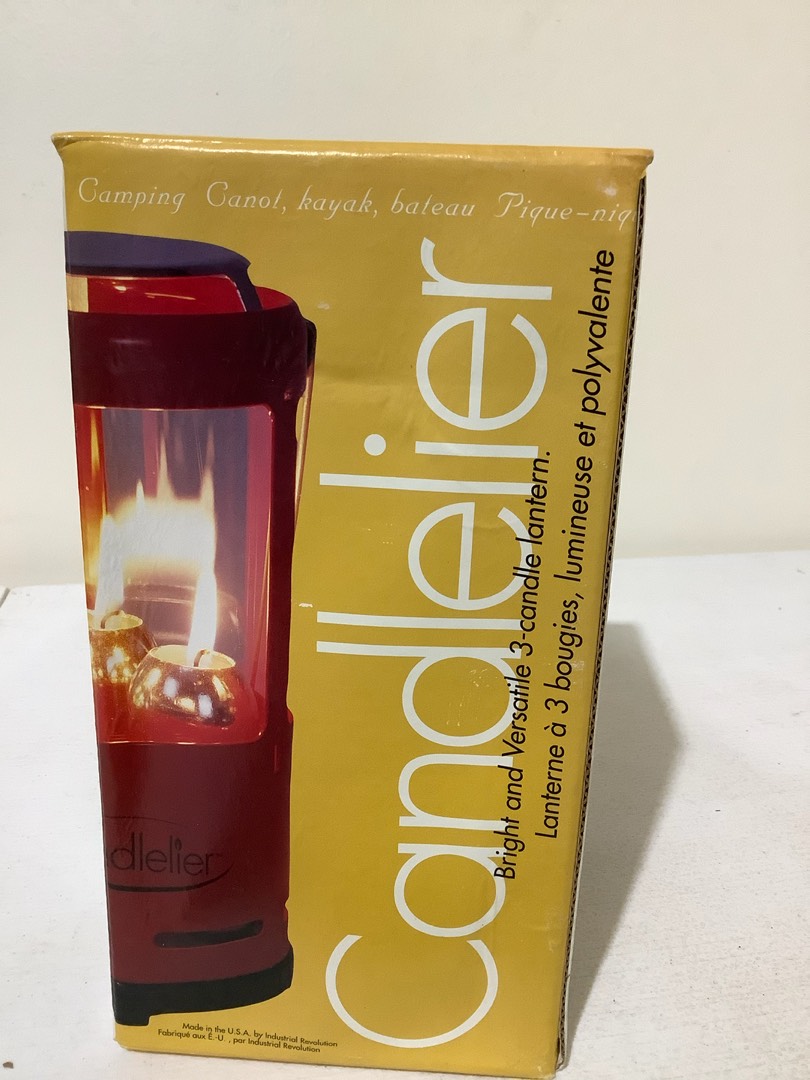 Camping Canot, kayak, bateau Pique-niq
Candlelier
Bright and Versatile 3-candle lantern.
Lanterne à 3 bougies, lumineuse et polyvalente
dlelier
Made in the U.S.A. by Industrial Revolution
Fabriqué aux É.-U., par Industrial Revolution